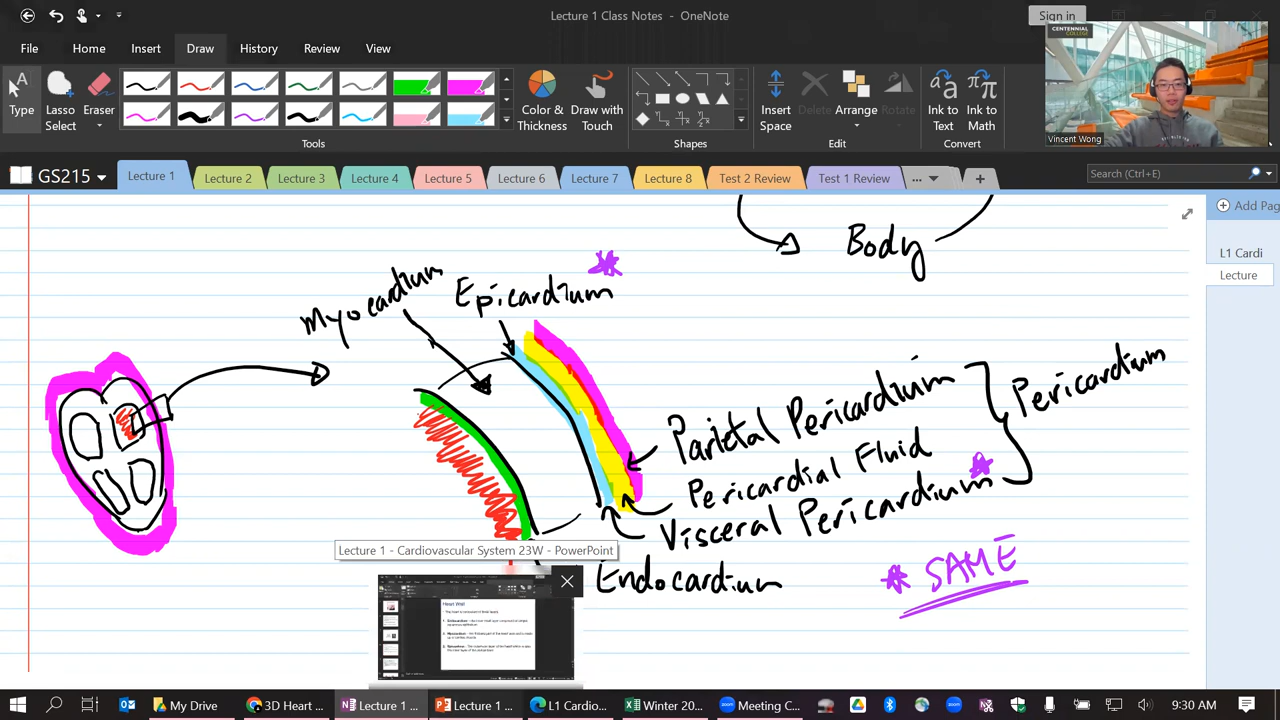 Lecture 1 Class Notes - OneNote
Sign in
File Home Insert Draw History Review View
CENTENNIAL
COLLEGE
Type
Lasso
Select
Eraser
Color &
Thickness
Draw with
Touch
Insert
Space
Delete
Arrange
Rotate
Ink to
Text
Ink to
Math
Tools
Shapes
Edit
Convert
Vincent Wong
GS215
Lecture 1 Lecture 2 Lecture 3 Lecture 4 Lecture 5 Lecture 6 Lecture 7 Lecture 8 Test 2 Review Test 1 Review ...
Search (Ctrl+E)
Add Pag
L1 Cardi
Lecture
Body
Myocardium
Epicardium
Parietal Pericardium
Pericardium
Pericardial Fluid
Visceral Pericardium
Endocardium
SAME
Lecture 1 - Cardiovascular System 23W - PowerPoint
Heart Wall
My Drive
3D Heart ...
Lecture 1 ...
Lecture 1 ...
Cardio...
Winter 20...
Meeting C...
9:30 AM